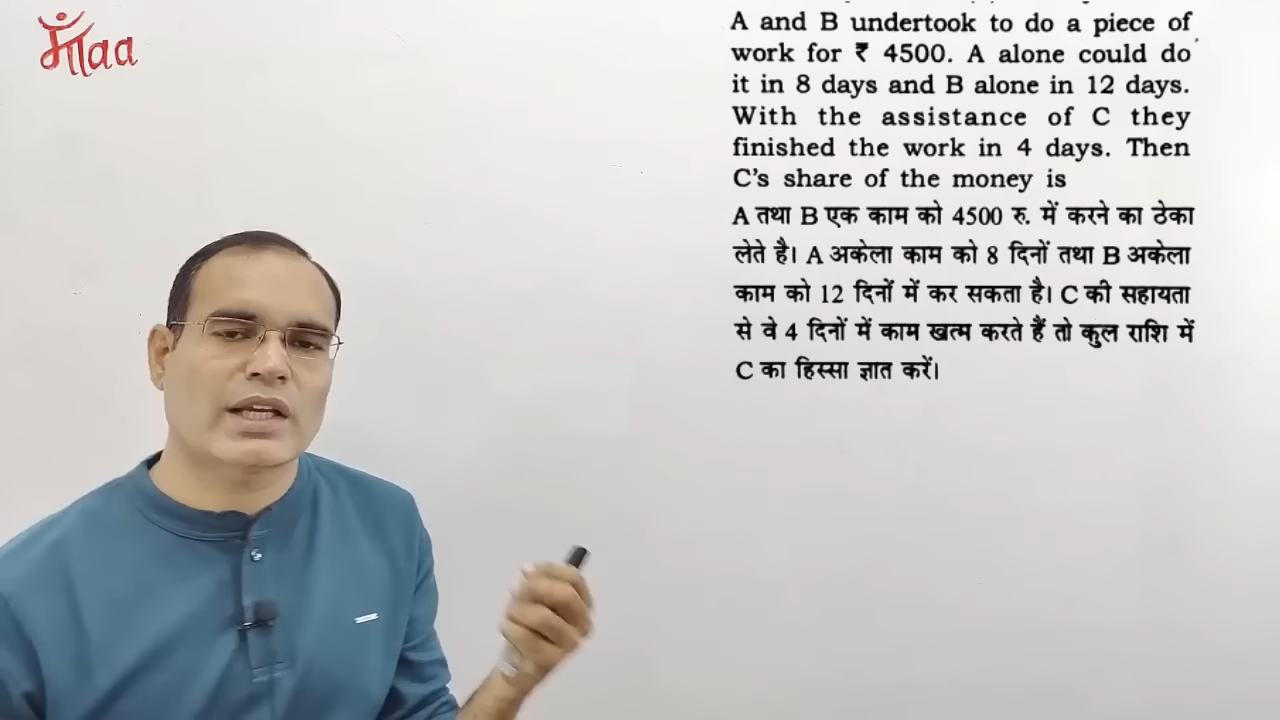 माँaa
A and B undertook to do a piece of
work for ₹ 4500. A alone could do
it in 8 days and B alone in 12 days.
With the assistance of C they
finished the work in 4 days. Then
C's share of the money is
A तथा B एक काम को 4500 रु. में करने का ठेका
लेते है। A अकेला काम को 8 दिनों तथा B अकेला
काम को 12 दिनों में कर सकता है। C की सहायता
से वे 4 दिनों में काम खत्म करते हैं तो कुल राशि में
C का हिस्सा ज्ञात करें।